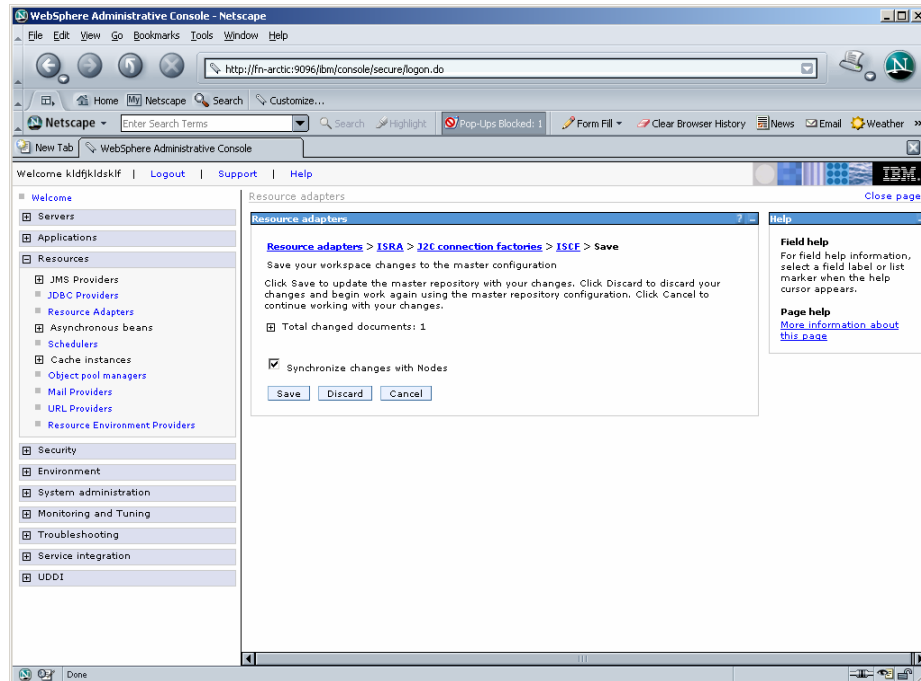 WebSphere Administrative Console - Netscape
File Edit View Go Bookmarks Tools Window Help
http://fn-arctic:9096/ibm/console/secure/logon.do
Home My Netscape Search Customize...
Netscape Enter Search Terms Search Highlight Pop-Ups Blocked: 1 Form Fill Clear Browser History News Email Weather »
New Tab WebSphere Administrative Console
Welcome kldfjkldsklf | Logout | Support | Help IBM.
Welcome
Servers
Applications
Resources
JMS Providers
JDBC Providers
Resource Adapters
Asynchronous beans
Schedulers
Cache instances
Object pool managers
Mail Providers
URL Providers
Resource Environment Providers
Security
Environment
System administration
Monitoring and Tuning
Troubleshooting
Service integration
UDDI
Resource adapters Close page
Resource adapters ? -
Resource adapters > ISRA > J2C connection factories > ISCF > Save
Save your workspace changes to the master configuration
Click Save to update the master repository with your changes. Click Discard to discard your
changes and begin work again using the master repository configuration. Click Cancel to
continue working with your changes.
Total changed documents: 1
Synchronize changes with Nodes
Save Discard Cancel
Help
Field help
For field help information,
select a field label or list
marker when the help
cursor appears.
Page help
More information about
this page
Done